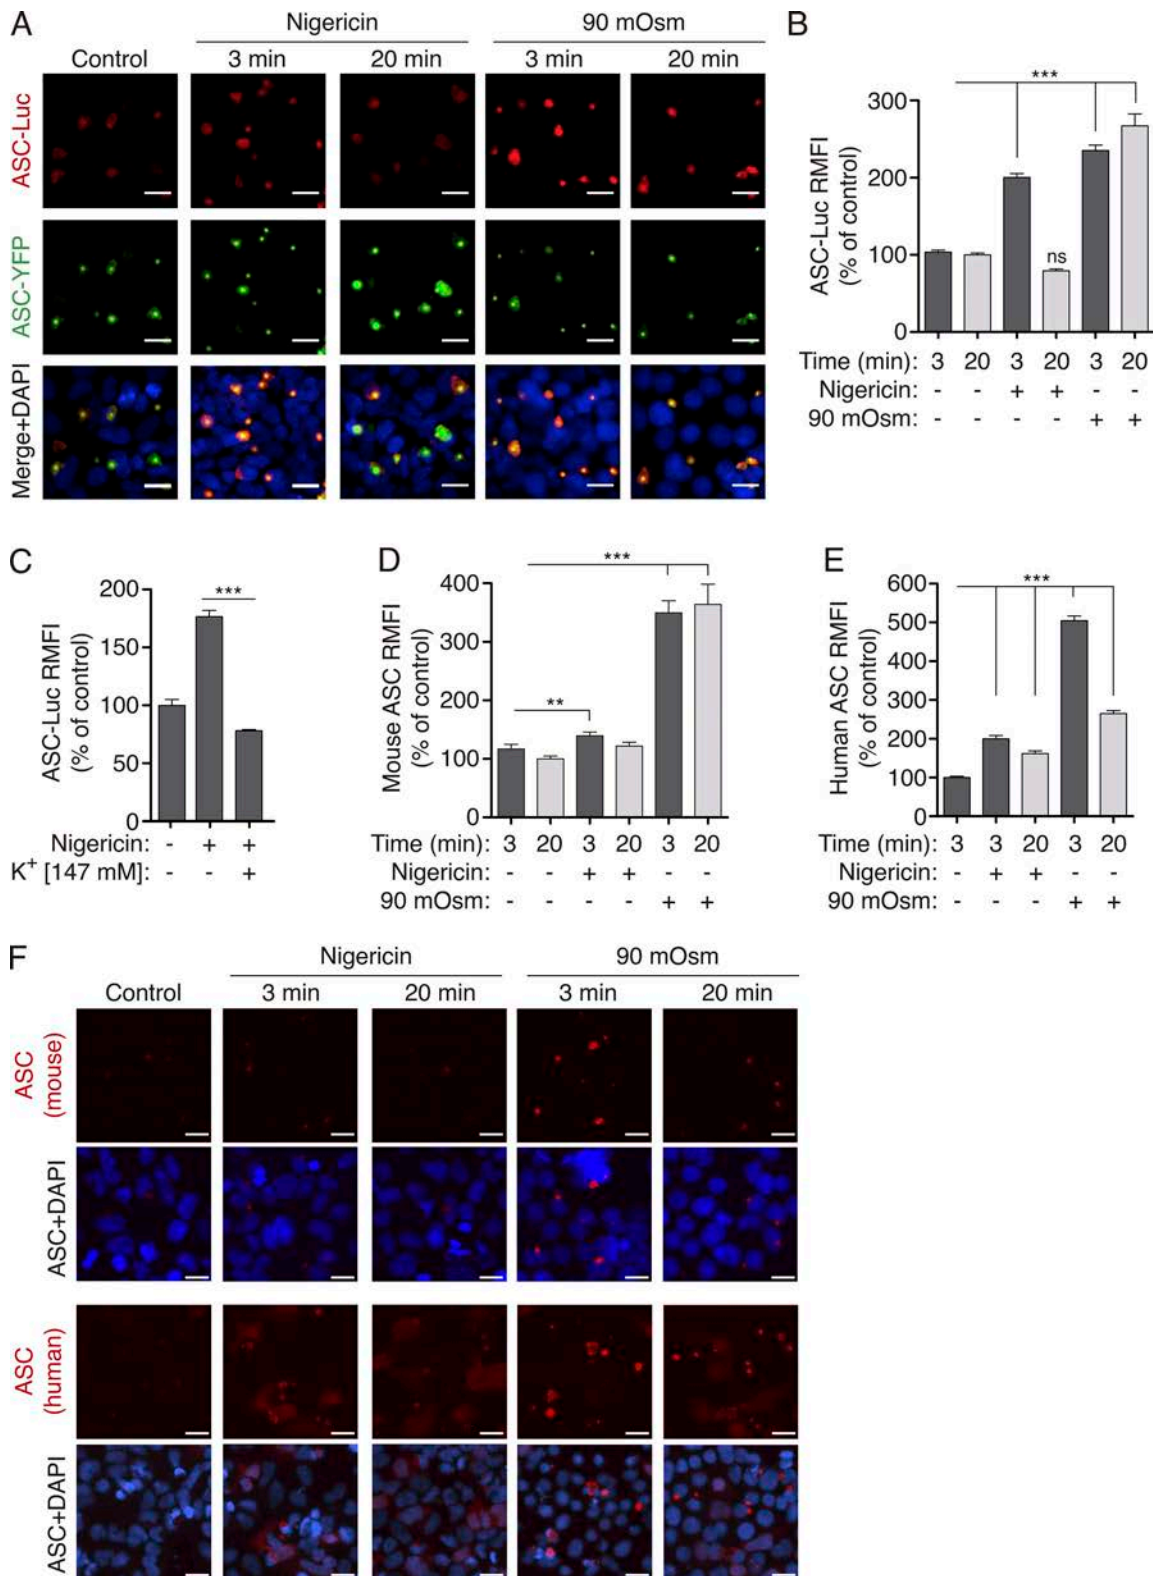 A
Nigericin
90 mOsm
Control
3 min
20 min
3 min
20 min
ASC-Luc
ASC-YFP
Merge+DAPI
B
***
300
200
100
0
ns
ASC-Luc RMFI
(% of control)
Time (min): 3 20 3 20 3 20
Nigericin: - - + + - -
90 mOsm: - - - - + +
C
200
150
100
50
0
***
ASC-Luc RMFI
(% of control)
Nigericin: - + +
K+ [147 mM]: - - +
D
***
400
300
200
100
0
**
Mouse ASC RMFI
(% of control)
Time (min): 3 20 3 20 3 20
Nigericin: - - + + - -
90 mOsm: - - - - + +
E
***
600
500
400
300
200
100
0
Human ASC RMFI
(% of control)
Time (min): 3 3 20 3 20
Nigericin: - + + - -
90 mOsm: - - - + +
F
Nigericin
90 mOsm
Control
3 min
20 min
3 min
20 min
ASC
(mouse)
ASC+DAPI
ASC
(human)
ASC+DAPI